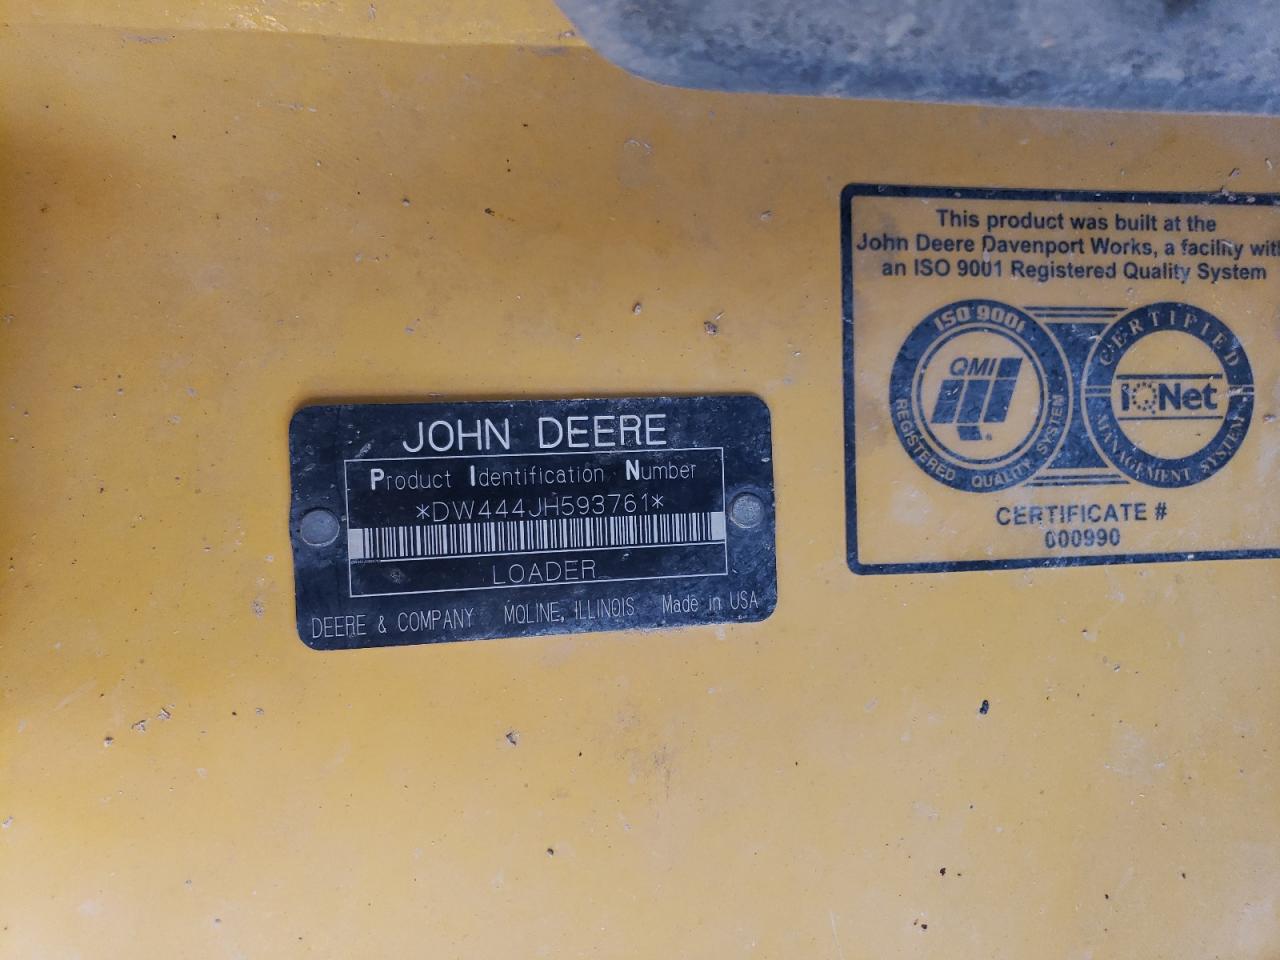 JOHN DEERE
Product Identification Number
*DW444JH593761*
LOADER
DEERE & COMPANY MOLINE, ILLINOIS Made in USA
This product was built at the
John Deere Davenport Works, a facility with
an ISO 9001 Registered Quality System
ISO 9001
QMI
REGISTERED QUALITY SYSTEM
CERTIFIED
IQNet
MANAGEMENT SYSTEM
CERTIFICATE #
000990